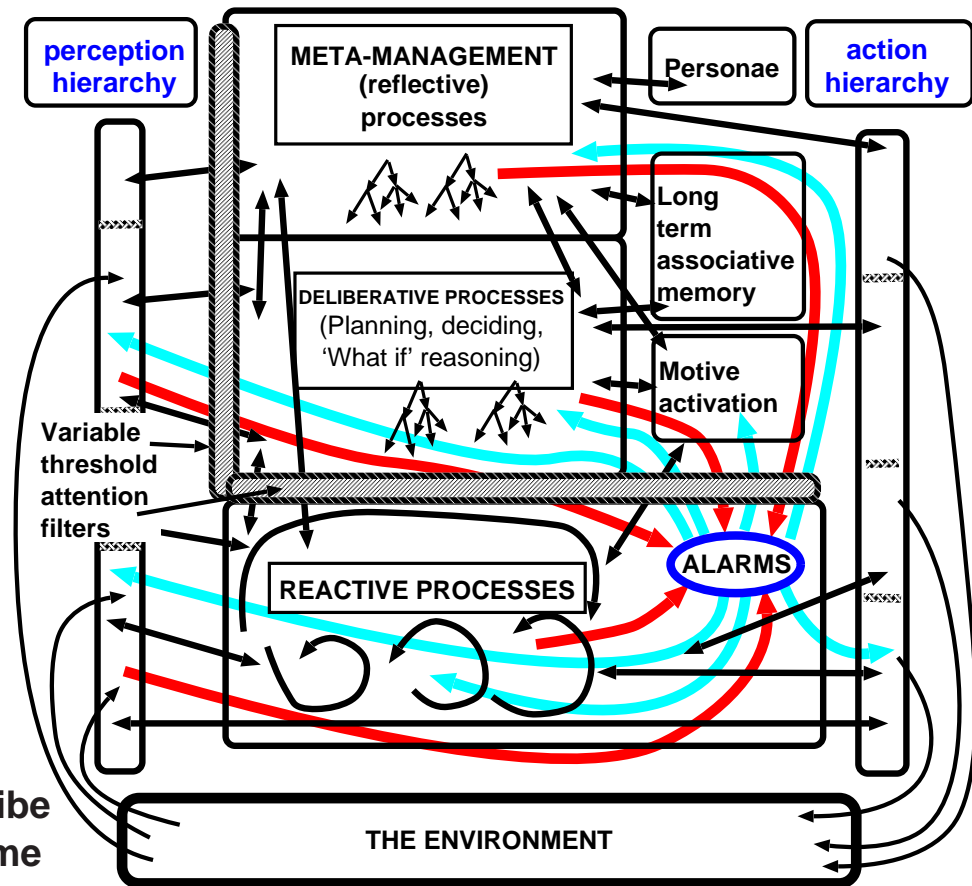 perception
hierarchy
META-MANAGEMENT
(reflective)
processes
Personae
action
hierarchy
Long
term
associative
memory
DELIBERATIVE PROCESSES
(Planning, deciding,
‘What if’ reasoning)
Motive
activation
Variable
threshold
attention
filters
ALARMS
REACTIVE PROCESSES
THE ENVIRONMENT